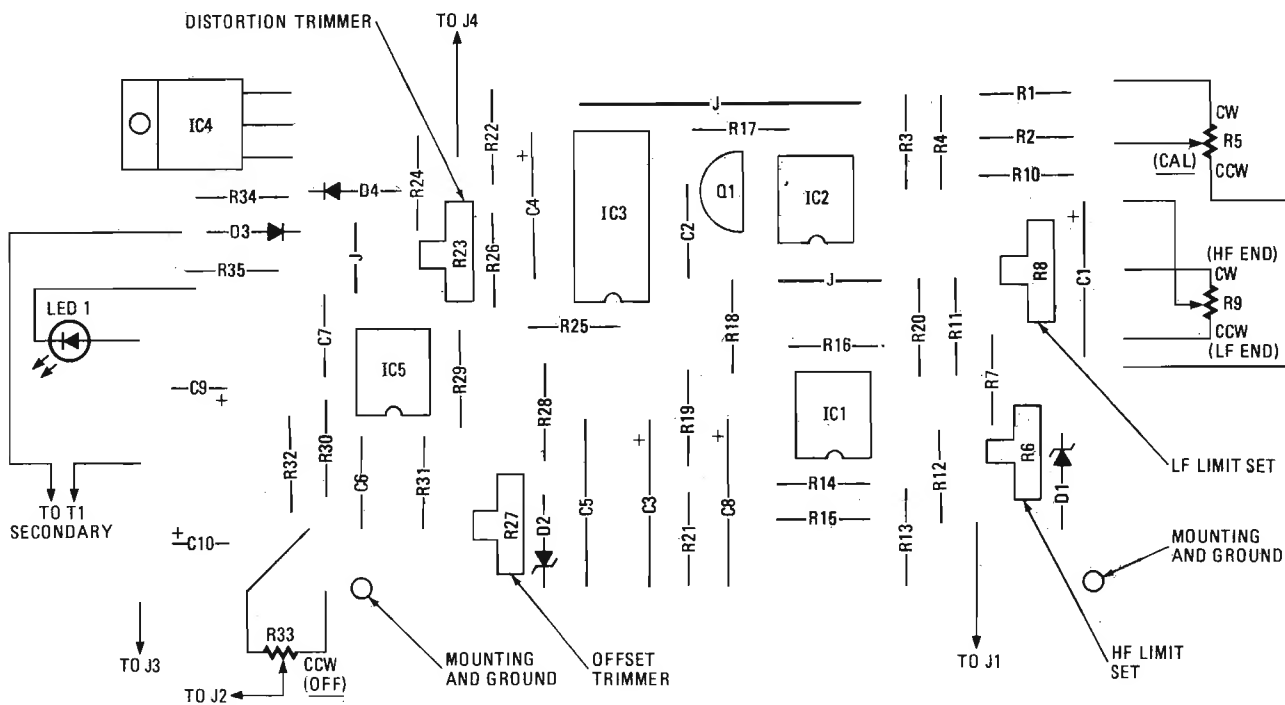 DISTORTION TRIMMER
TO J4
IC4
R34
D4
D3
R35
J
LED 1
C9
+
C10
+
R24
R22
+
C4
R23
R26
R25
IC3
J
R17
Q1
C2
IC2
J
R18
R16
IC1
R3
R4
R1
R2
R10
CW
R5
(CAL)
CCW
+
R8
C1
(HF END)
CW
R9
CCW
(LF END)
R20
R11
R7
C7
IC5
R29
R28
R19
R32
R30
C6
R31
R27
D2
C5
+
C3
+
C8
R21
R14
R15
R13
R12
R6
D1
LF LIMIT SET
TO T1
SECONDARY
MOUNTING
AND GROUND
TO J3
R33
CCW
(OFF)
TO J2
MOUNTING
AND GROUND
OFFSET
TRIMMER
TO J1
HF LIMIT
SET